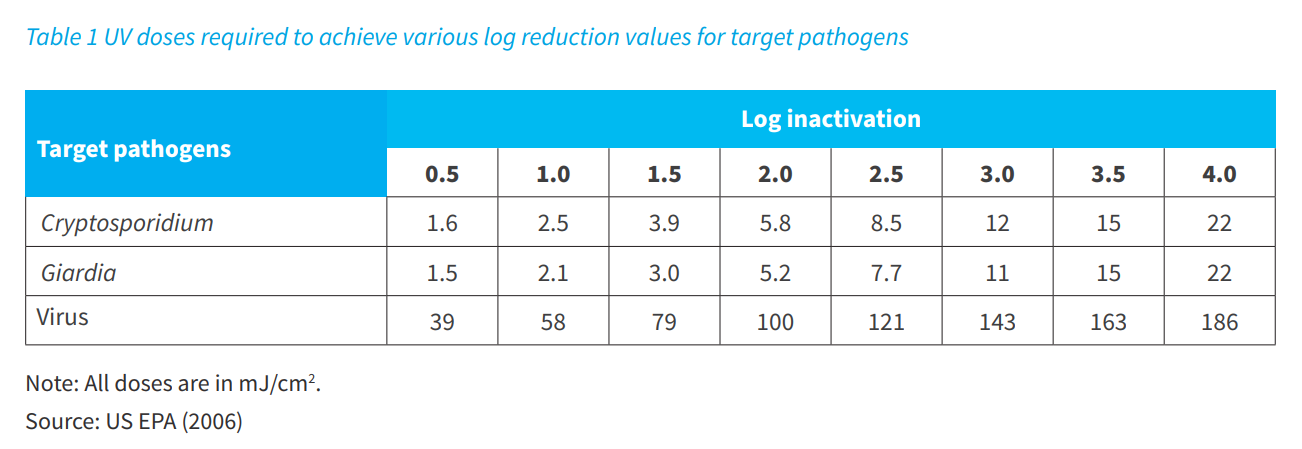 Table 1 UV doses required to achieve various log reduction values for target pathogens
Target pathogens
Log inactivation
0.5 1.0 1.5 2.0 2.5 3.0 3.5 4.0
Cryptosporidium 1.6 2.5 3.9 5.8 8.5 12 15 22
Giardia 1.5 2.1 3.0 5.2 7.7 11 15 22
Virus 39 58 79 100 121 143 163 186
Note: All doses are in mJ/cm².
Source: US EPA (2006)